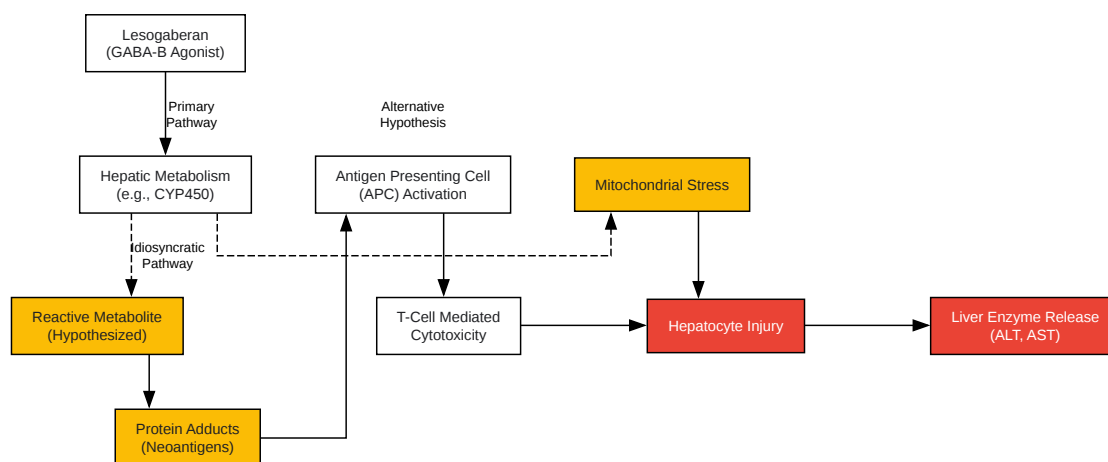 Lesogaberan
(GABA-B Agonist)
Primary
Pathway
Alternative
Hypothesis
Hepatic Metabolism
(e.g., CYP450)
Antigen Presenting Cell
(APC) Activation
Mitochondrial Stress
Idiosyncratic
Pathway
Reactive Metabolite
(Hypothesized)
T-Cell Mediated
Cytotoxicity
Hepatocyte Injury
Liver Enzyme Release
(ALT, AST)
Protein Adducts
(Neoantigens)